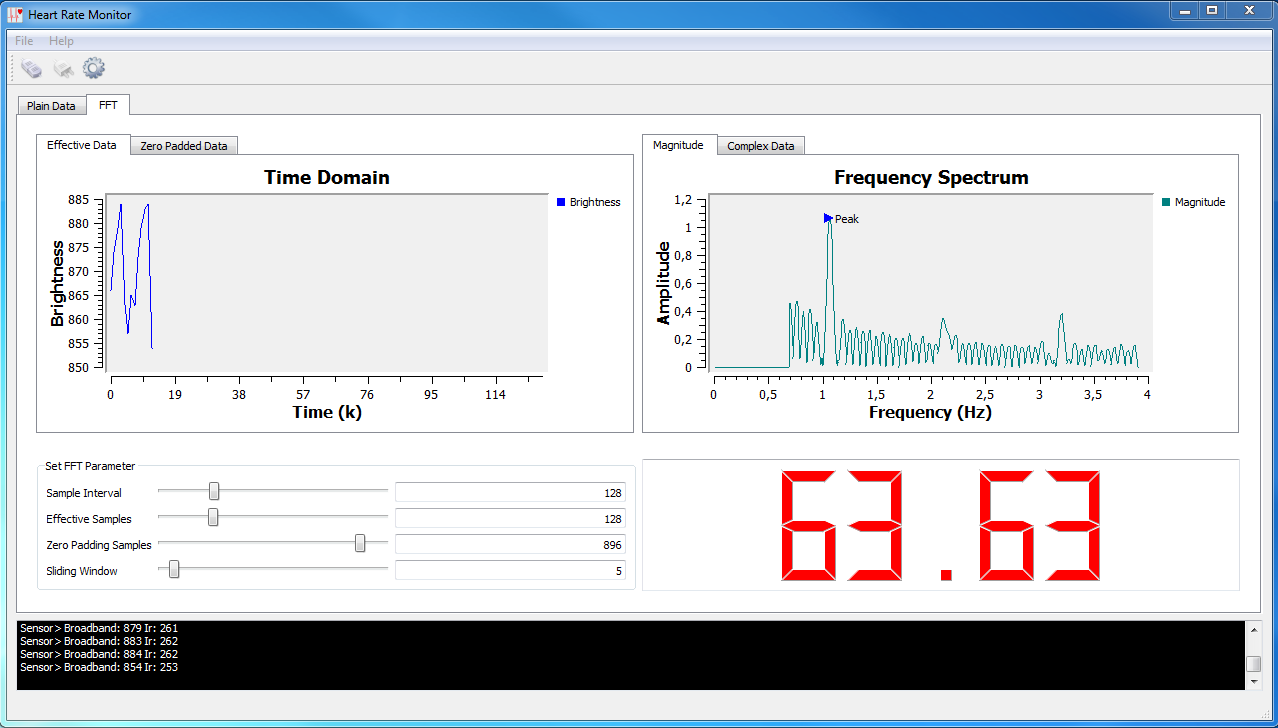 Heart Rate Monitor
File Help
Plain Data FFT
Effective Data Zero Padded Data
Time Domain
Brightness
885
880
875
870
865
860
855
850
Brightness
0 19 38 57 76 95 114
Time (k)
Magnitude Complex Data
Frequency Spectrum
Magnitude
1,2
1
0,8
0,6
0,4
0,2
0
Amplitude
Peak
0 0,5 1 1,5 2 2,5 3 3,5 4
Frequency (Hz)
Set FFT Parameter
Sample Interval 128
Effective Samples 128
Zero Padding Samples 896
Sliding Window 5
63.63
Sensor> Broadband: 879 Ir: 261
Sensor> Broadband: 883 Ir: 262
Sensor> Broadband: 884 Ir: 262
Sensor> Broadband: 854 Ir: 253